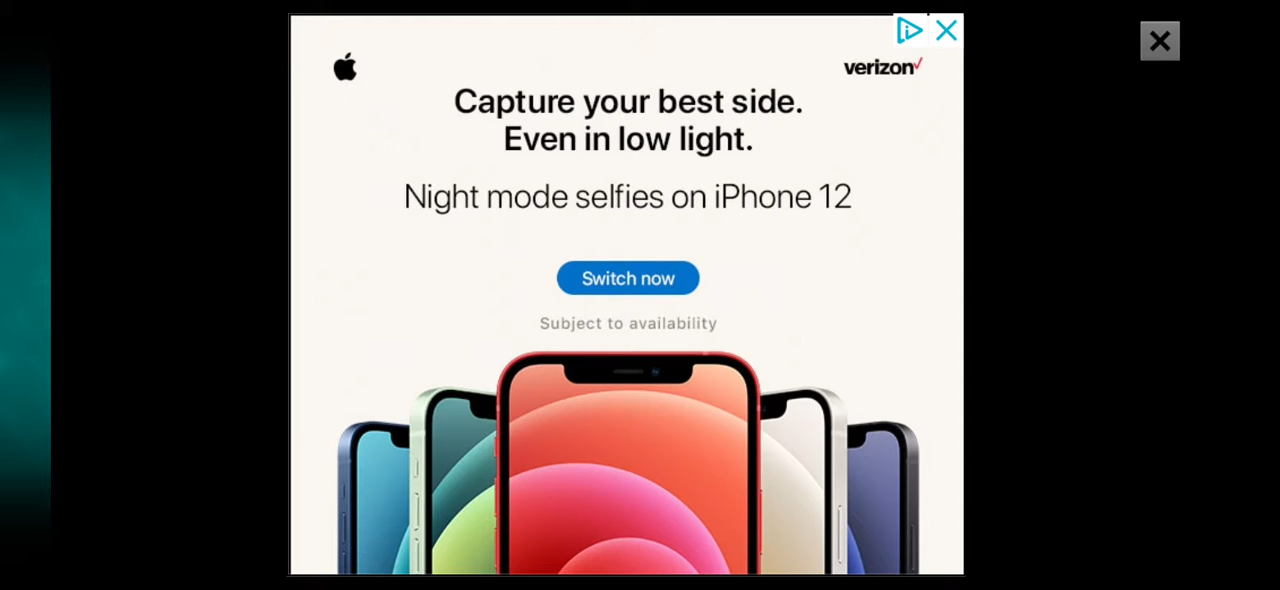 verizon
Capture your best side.
Even in low light.
Night mode selfies on iPhone 12
Switch now
Subject to availability